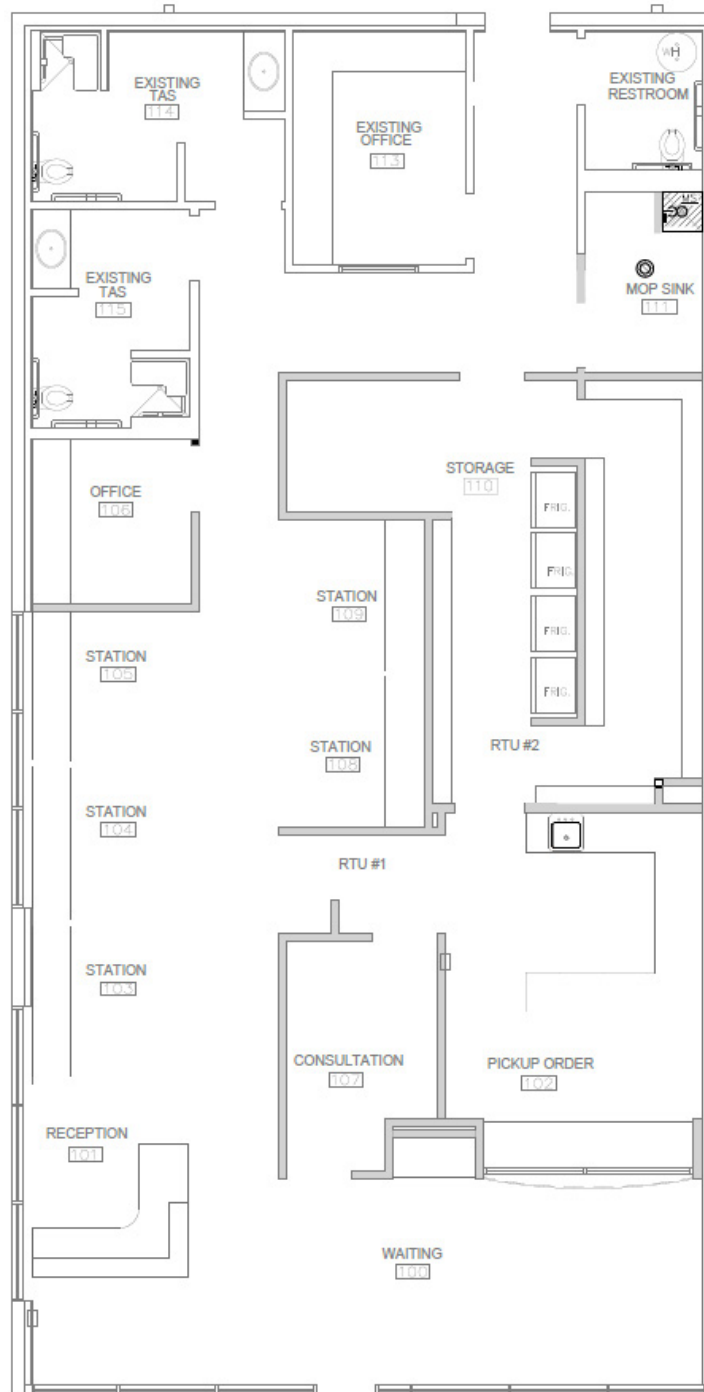 EXISTING
TAS
114
EXISTING
OFFICE
113
WH
EXISTING
RESTROOM
MS
EXISTING
TAS
115
MOP SINK
111
OFFICE
106
STORAGE
110
FRIG.
FRIG.
FRIG.
FRIG.
STATION
109
STATION
105
STATION
108
RTU #2
STATION
104
RTU #1
STATION
103
CONSULTATION
107
PICKUP ORDER
102
RECEPTION
101
WAITING
100